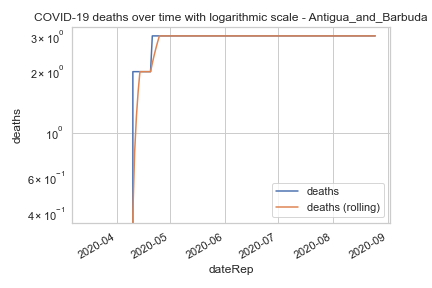 COVID-19 deaths over time with logarithmic scale - Antigua_and_Barbuda
3 × 10⁰
2 × 10⁰
10⁰
6 × 10⁻¹
4 × 10⁻¹
deaths
deaths
deaths (rolling)
2020-04
2020-05
2020-06
2020-07
2020-08
2020-09
dateRep